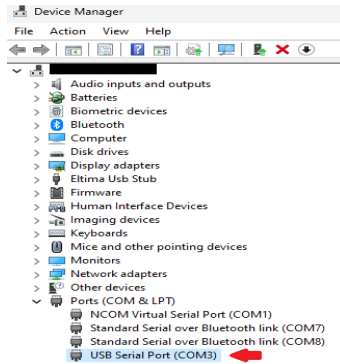 Device Manager
File Action View Help
Audio inputs and outputs
Batteries
Biometric devices
Bluetooth
Computer
Disk drives
Display adapters
Eltima Usb Stub
Firmware
Human Interface Devices
Imaging devices
Keyboards
Mice and other pointing devices
Monitors
Network adapters
Other devices
Ports (COM & LPT)
NCOM Virtual Serial Port (COM1)
Standard Serial over Bluetooth link (COM7)
Standard Serial over Bluetooth link (COM8)
USB Serial Port (COM3)